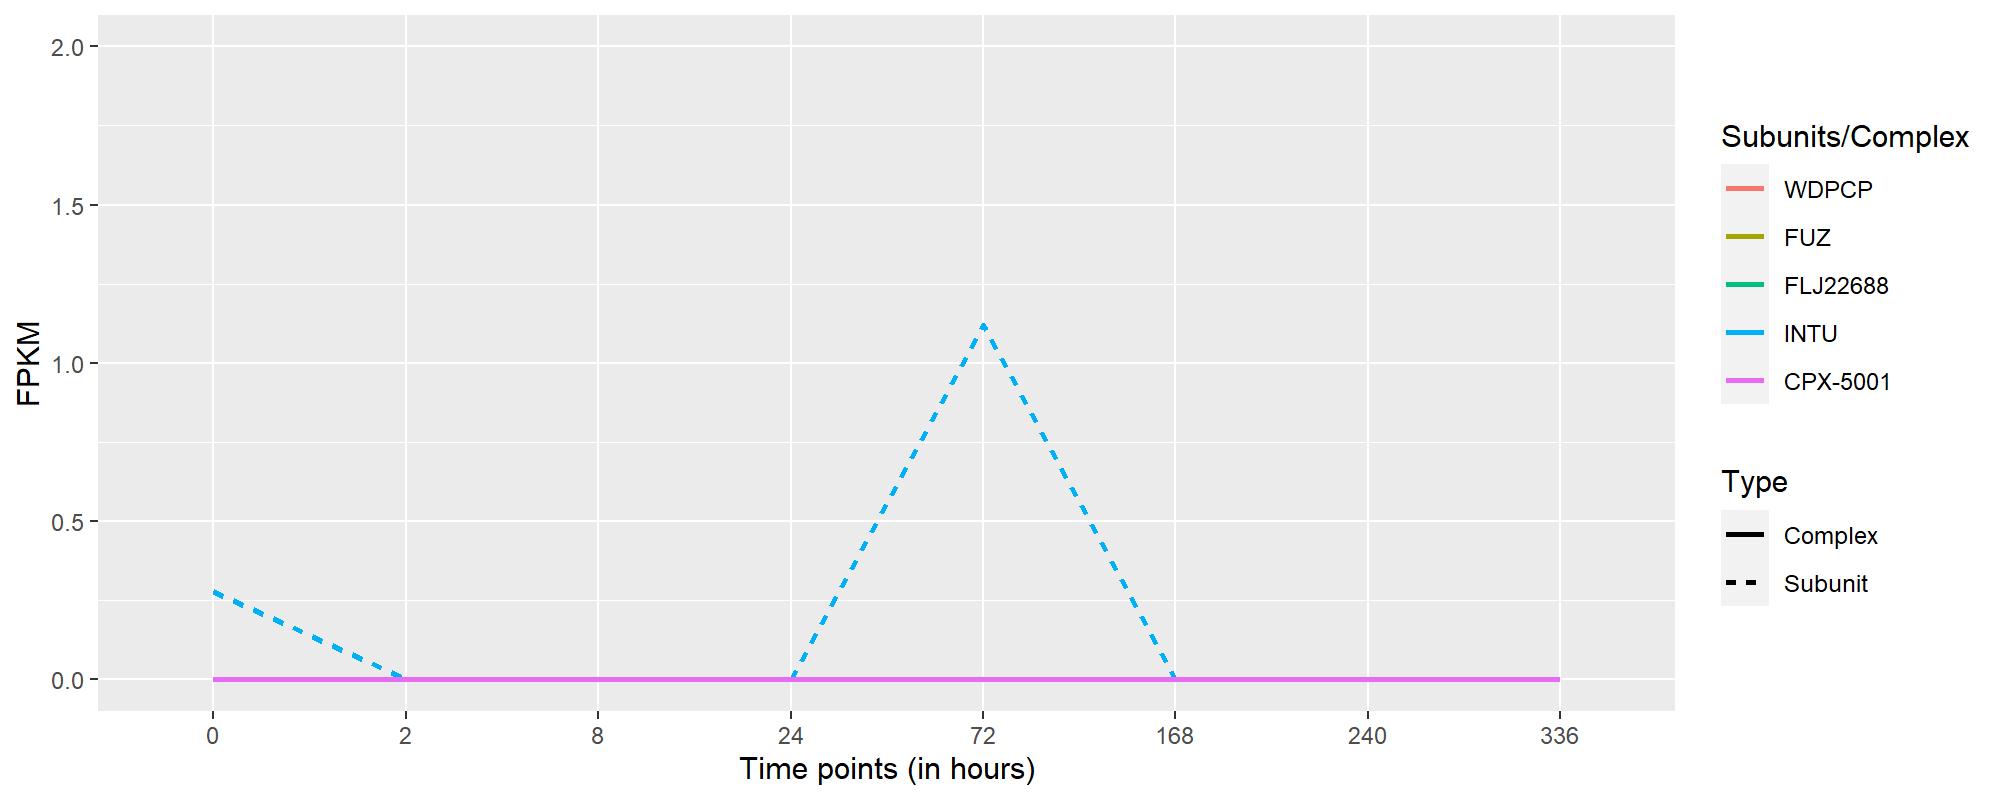 2.0
1.5
1.0
0.5
0.0
FPKM
0 2 8 24 72 168 240 336
Time points (in hours)
Subunits/Complex
WDPCP
FUZ
FLJ22688
INTU
CPX-5001
Type
Complex
Subunit